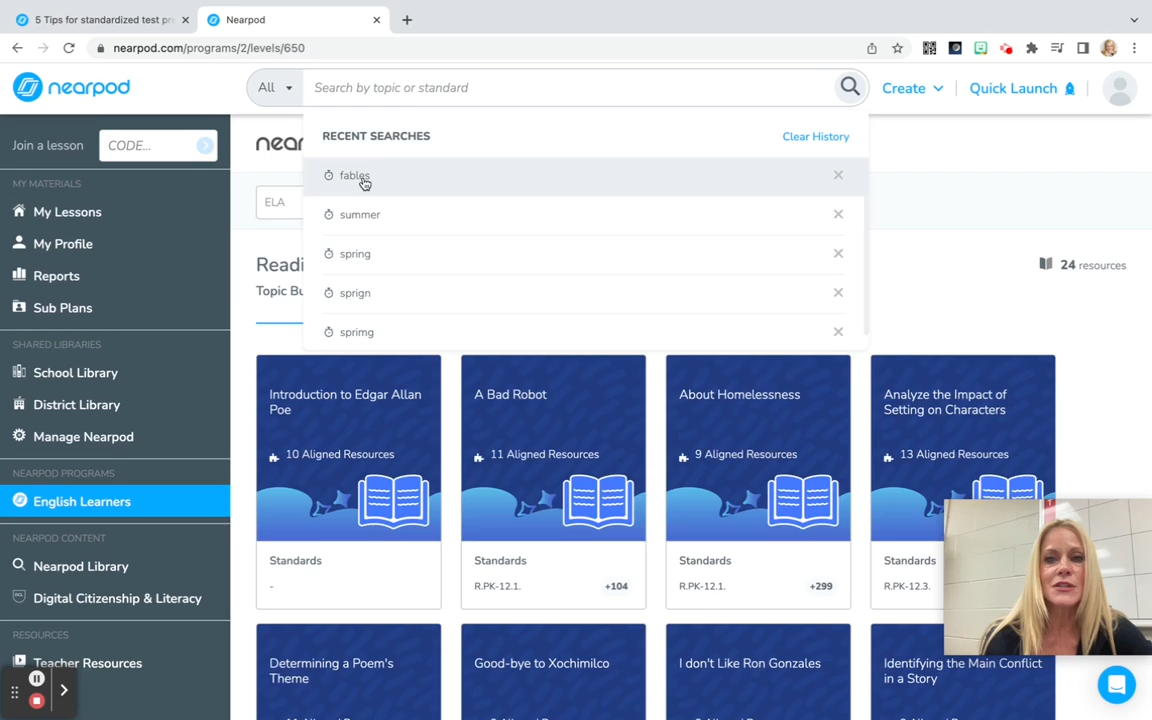 5 Tips for standardized test pre
Nearpod
nearpod.com/programs/2/levels/650
nearpod
All
Search by topic or standard
Create
Quick Launch
Join a lesson
CODE...
RECENT SEARCHES
Clear History
near
MY MATERIALS
fables
ELA
My Lessons
summer
My Profile
spring
Readi
24 resources
Reports
Topic Bu
sprign
Sub Plans
sprimg
SHARED LIBRARIES
School Library
District Library
Manage Nearpod
NEARPOD PROGRAMS
English Learners
NEARPOD CONTENT
Nearpod Library
Digital Citizenship & Literacy
RESOURCES
Teacher Resources
Introduction to Edgar Allan
Poe
10 Aligned Resources
Standards
-
A Bad Robot
11 Aligned Resources
Standards
R.PK-12.1.
+104
About Homelessness
9 Aligned Resources
Standards
R.PK-12.1.
+299
Analyze the Impact of
Setting on Characters
13 Aligned Resources
Standards
R.PK-12.3.
Determining a Poem's
Theme
Good-bye to Xochimilco
I don't Like Ron Gonzales
Identifying the Main Conflict
in a Story